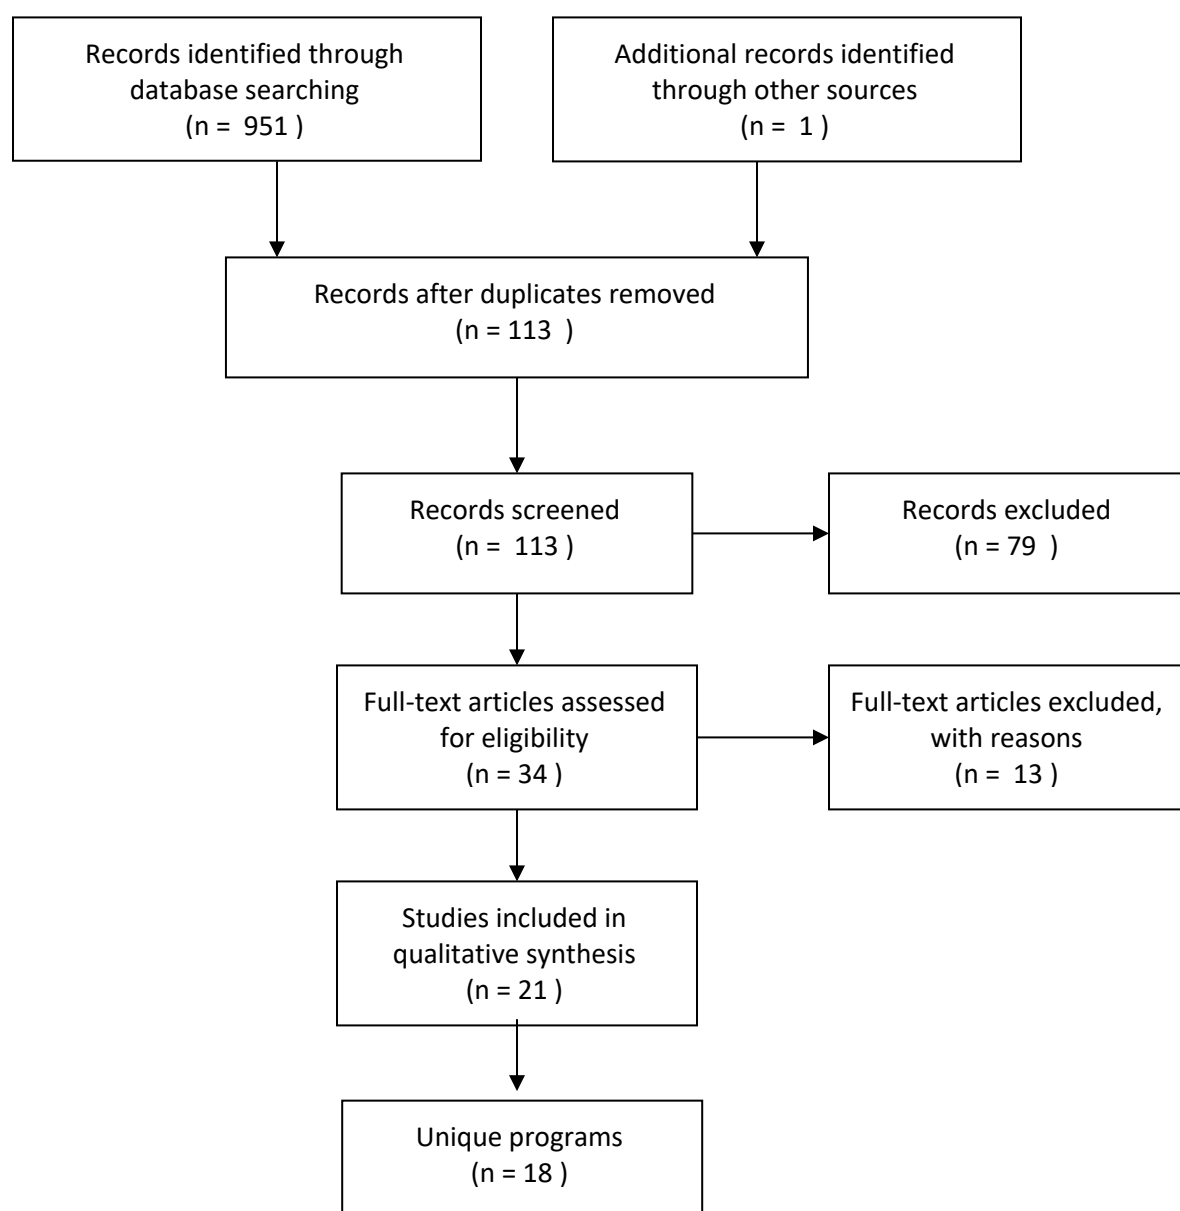 Records identified through
database searching
(n =  951 )
Additional records identified
through other sources
(n =  1 )
Records after duplicates removed
(n = 113  )
Records screened
(n =  113 )
Records excluded
(n = 79  )
Full-text articles assessed
for eligibility
(n = 34 )
Full-text articles excluded,
with reasons
(n =  13 )
Studies included in
qualitative synthesis
(n = 21 )
Unique programs
(n = 18 )